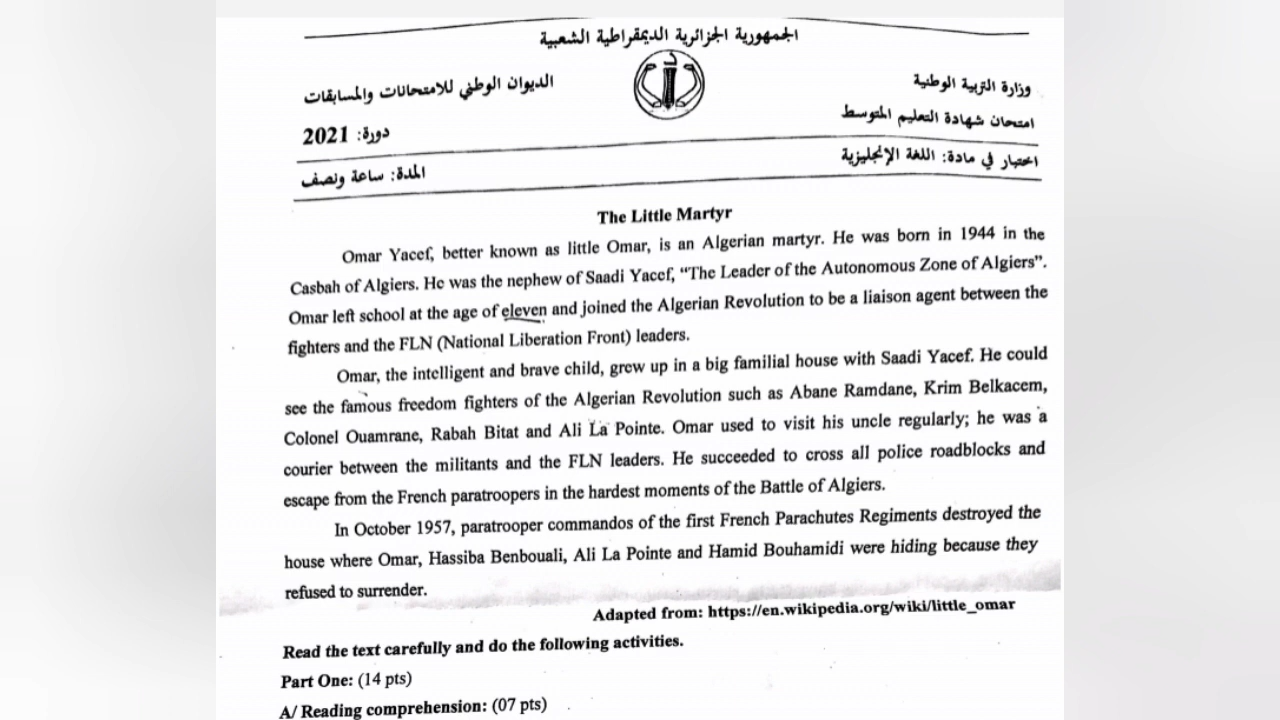 الجمهورية الجزائرية الديمقراطية الشعبية
وزارة التربية الوطنية
الديوان الوطني للامتحانات والمسابقات
امتحان شهادة التعليم المتوسط
دورة: 2021
اختبار في مادة: اللغة الإنجليزية
المدة: ساعة ونصف
The Little Martyr
Omar Yacef, better known as little Omar, is an Algerian martyr. He was born in 1944 in the
Casbah of Algiers. He was the nephew of Saadi Yacef, “The Leader of the Autonomous Zone of Algiers”.
Omar left school at the age of eleven and joined the Algerian Revolution to be a liaison agent between the
fighters and the FLN (National Liberation Front) leaders.
Omar, the intelligent and brave child, grew up in a big familial house with Saadi Yacef. He could
see the famous freedom fighters of the Algerian Revolution such as Abane Ramdane, Krim Belkacem,
Colonel Ouamrane, Rabah Bitat and Ali La Pointe. Omar used to visit his uncle regularly; he was a
courier between the militants and the FLN leaders. He succeeded to cross all police roadblocks and
escape from the French paratroopers in the hardest moments of the Battle of Algiers.
In October 1957, paratrooper commandos of the first French Parachutes Regiments destroyed the
house where Omar, Hassiba Benbouali, Ali La Pointe and Hamid Bouhamidi were hiding because they
refused to surrender.
Adapted from: https://en.wikipedia.org/wiki/little_omar
Read the text carefully and do the following activities.
Part One: (14 pts)
A/ Reading comprehension: (07 pts)